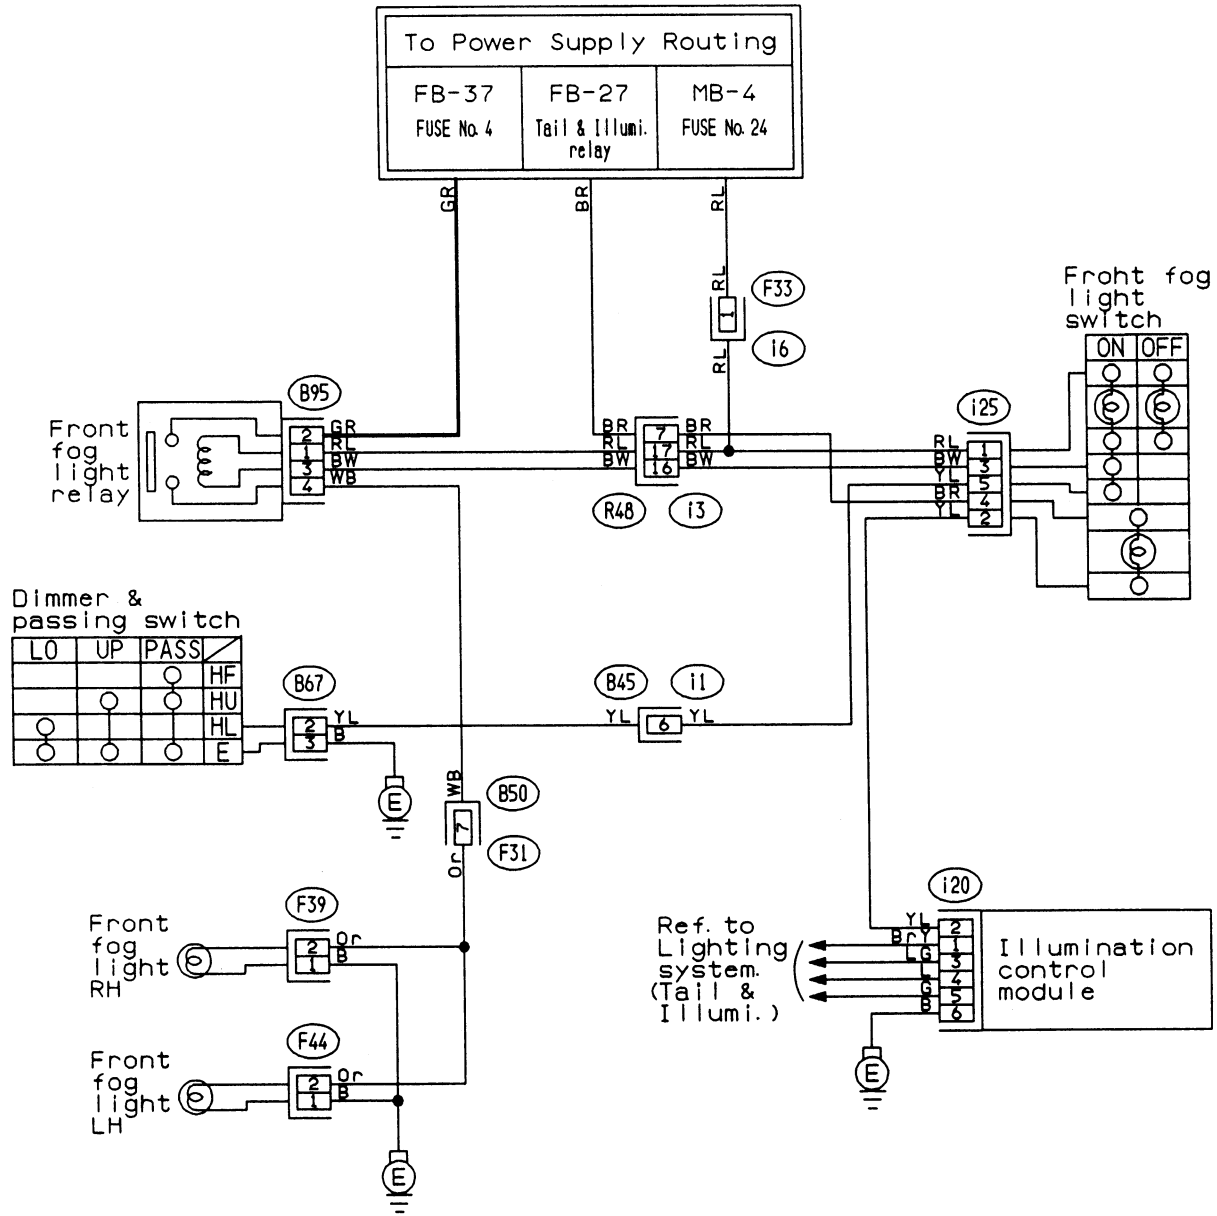 To Power Supply Routing
FB-37
FUSE No. 4
FB-27
Tail & Illumi.
relay
MB-4
FUSE No. 24
GR
BR
RL
RL
F33
1
i6
RL
Froht fog
light
switch
ON
OFF
B95
Front
fog
light
relay
2
1
3
4
GR
RL
BW
WB
BR
RL
BW
7
17
16
BR
RL
BW
R48
i3
i25
RL
BW
YL
BR
YL
1
3
5
4
2
Dimmer &
passing switch
LO
UP
PASS
HF
HU
HL
E
B67
2
3
YL
B
E
B45
i1
YL
6
YL
WB
B50
7
F31
Or
Front
fog
light
RH
F39
2
1
Or
B
Front
fog
light
LH
F44
2
1
Or
B
E
Ref. to
Lighting
system.
(Tail &
Illumi.)
i20
YL
BrY
LG
L
G
B
2
1
3
4
5
6
Illumination
control
module
E